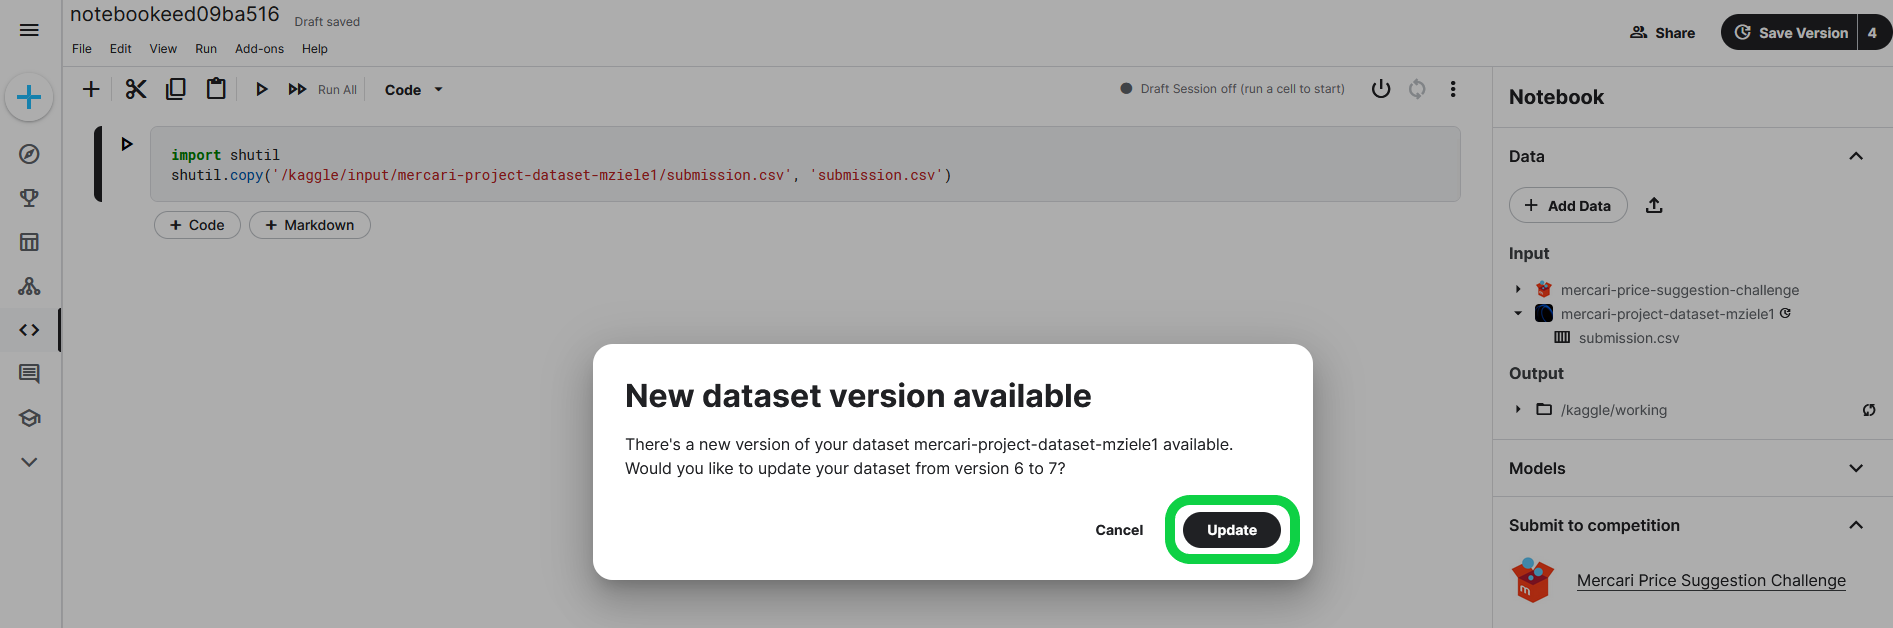 notebookeed09ba516 Draft saved
File Edit View Run Add-ons Help
Share
Save Version 4
Run All Code
Draft Session off (run a cell to start)
import shutil
shutil.copy('/kaggle/input/mercari-project-dataset-mziele1/submission.csv', 'submission.csv')
+ Code + Markdown
Notebook
Data
+ Add Data
Input
mercari-price-suggestion-challenge
mercari-project-dataset-mziele1
submission.csv
Output
/kaggle/working
Models
Submit to competition
Mercari Price Suggestion Challenge
New dataset version available
There's a new version of your dataset mercari-project-dataset-mziele1 available.
Would you like to update your dataset from version 6 to 7?
Cancel Update